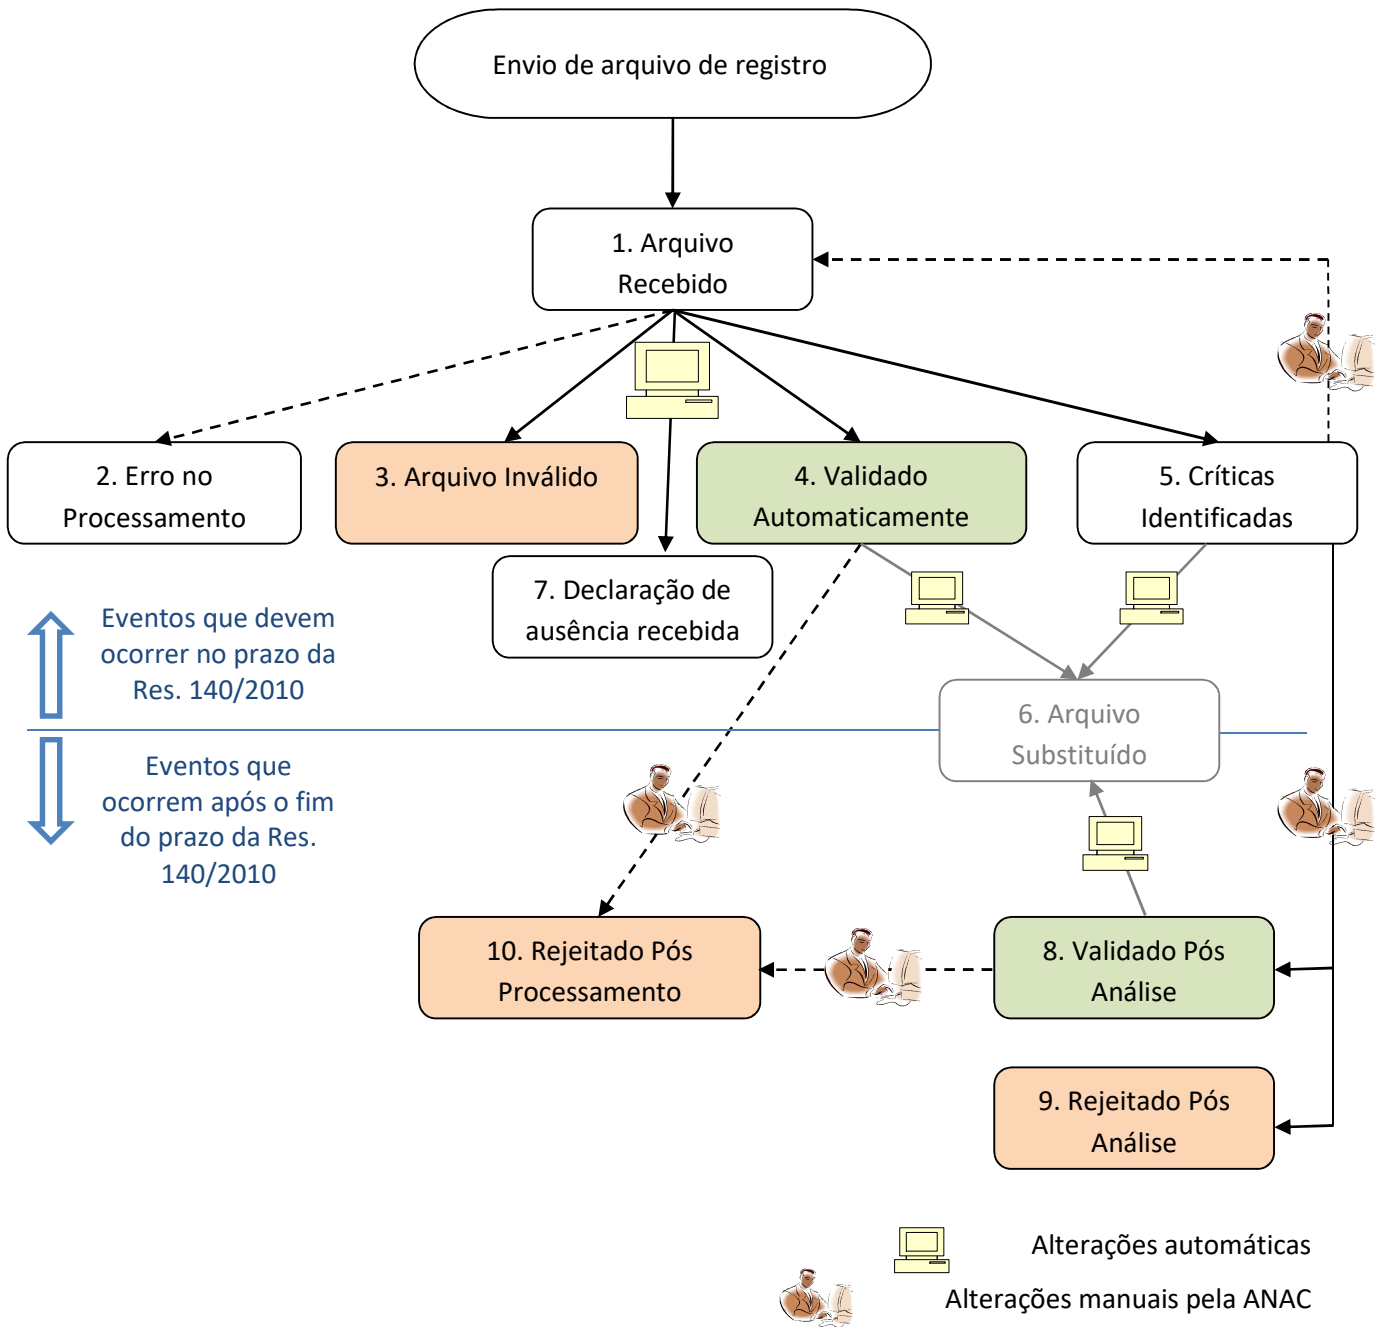 Envio de arquivo de registro
1. Arquivo
Recebido
2. Erro no
Processamento
3. Arquivo Inválido
4. Validado
Automaticamente
5. Críticas
Identificadas
7. Declaração de
ausência recebida
Eventos que devem
ocorrer no prazo da
Res. 140/2010
6. Arquivo
Substituído
Eventos que
ocorrem após o fim
do prazo da Res.
140/2010
10. Rejeitado Pós
Processamento
8. Validado Pós
Análise
9. Rejeitado Pós
Análise
Alterações automáticas
Alterações manuais pela ANAC